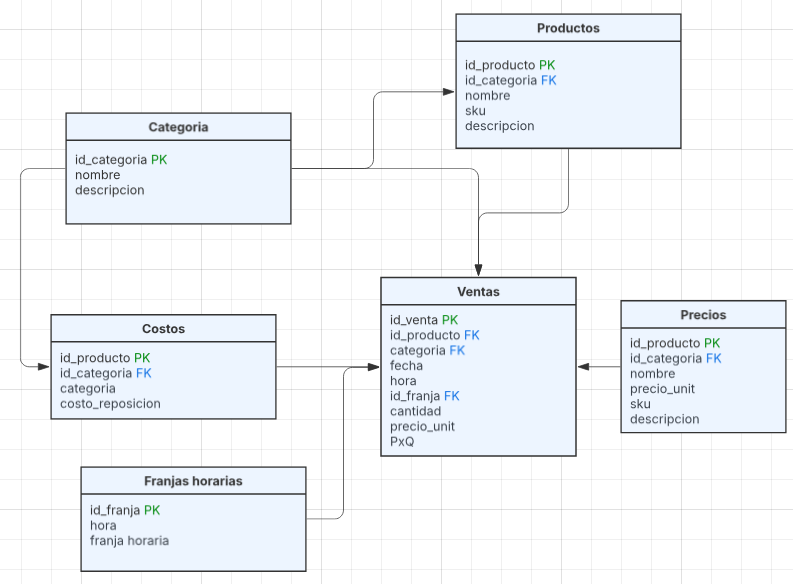 Productos
id_producto PK
id_categoria FK
nombre
sku
descripcion
Categoria
id_categoria PK
nombre
descripcion
Costos
id_producto PK
id_categoria FK
categoria
costo_reposicion
Ventas
id_venta PK
id_producto FK
categoria FK
fecha
hora
id_franja FK
cantidad
precio_unit
PxQ
Precios
id_producto PK
id_categoria FK
nombre
precio_unit
sku
descripcion
Franjas horarias
id_franja PK
hora
franja horaria